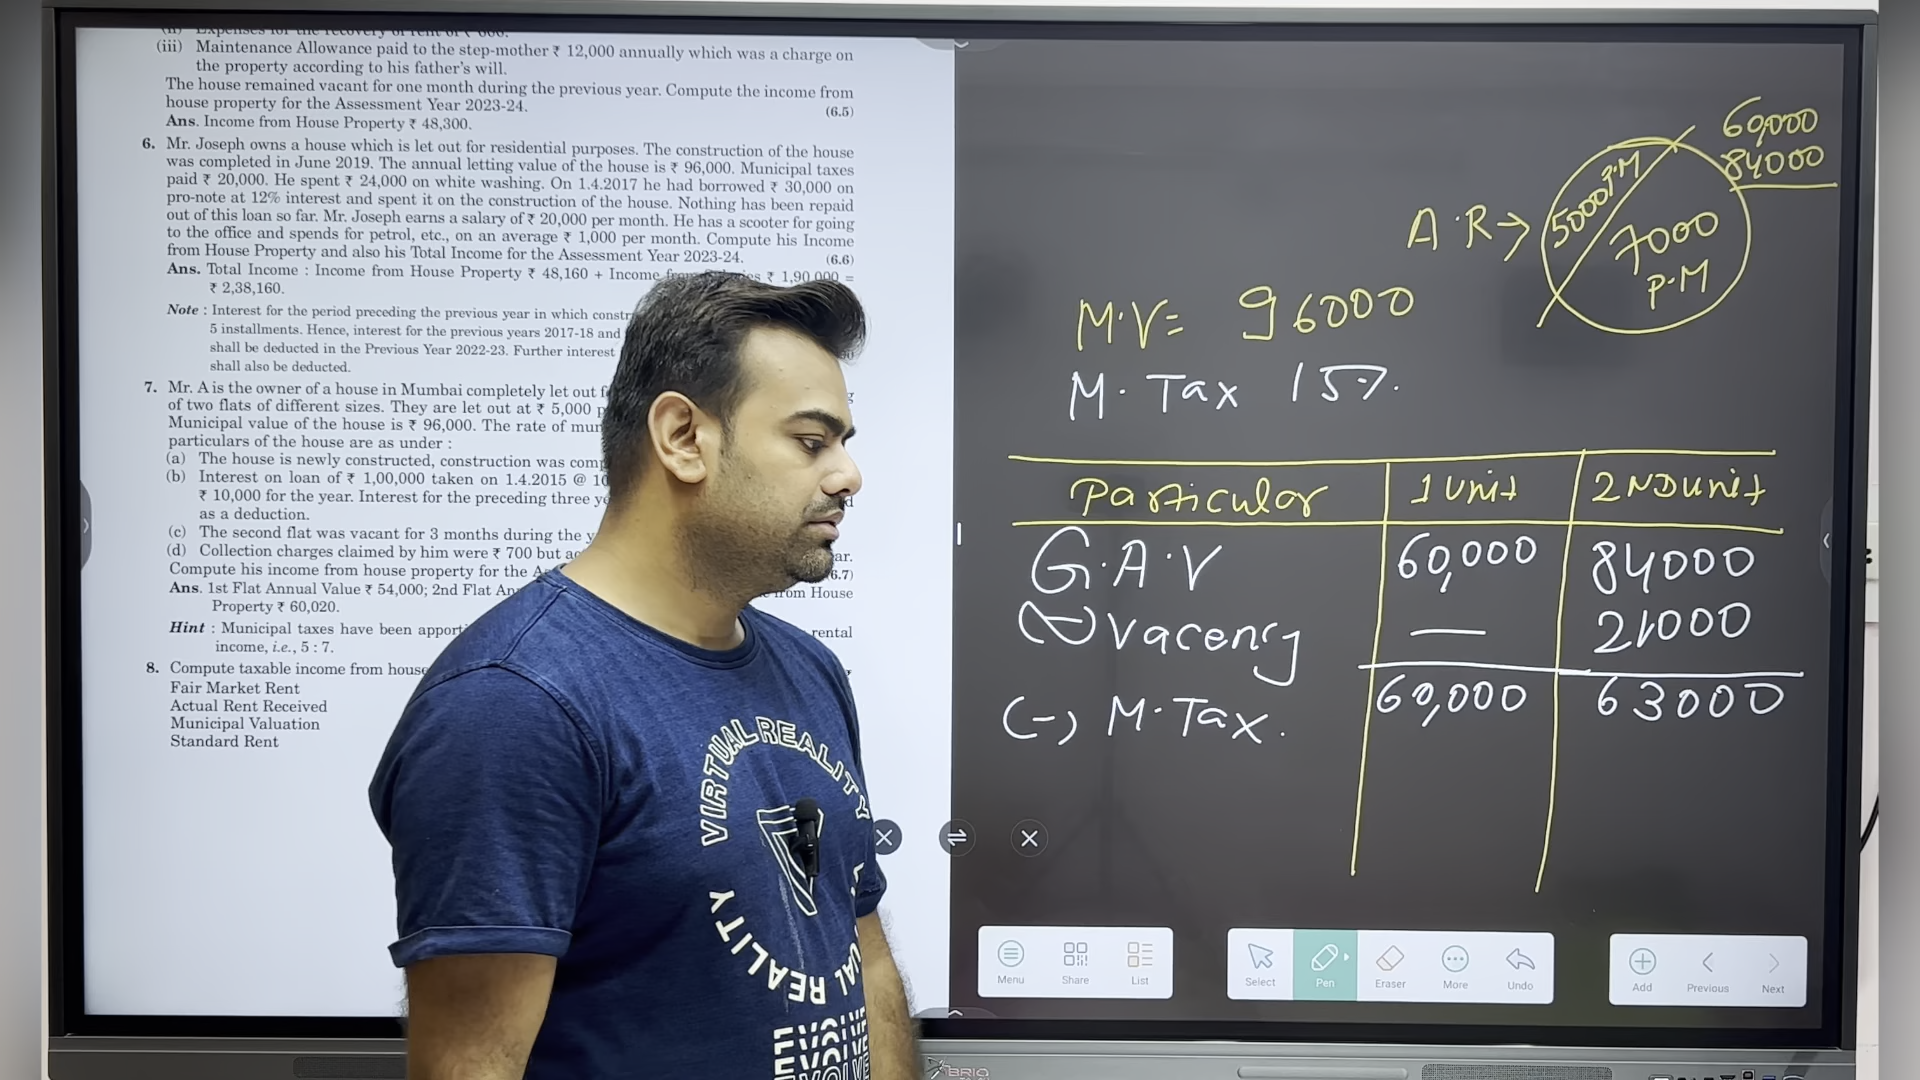 (ii) Expenses for the recovery of rent of ₹ 600.
(iii) Maintenance Allowance paid to the step-mother ₹ 12,000 annually which was a charge on
the property according to his father's will.
The house remained vacant for one month during the previous year. Compute the income from
house property for the Assessment Year 2023-24. (6.5)
Ans. Income from House Property ₹ 48,300.
6. Mr. Joseph owns a house which is let out for residential purposes. The construction of the house
was completed in June 2019. The annual letting value of the house is ₹ 96,000. Municipal taxes
paid ₹ 20,000. He spent ₹ 24,000 on white washing. On 1.4.2017 he had borrowed ₹ 30,000 on
pro-note at 12% interest and spent it on the construction of the house. Nothing has been repaid
out of this loan so far. Mr. Joseph earns a salary of ₹ 20,000 per month. He has a scooter for going
to the office and spends for petrol, etc., on an average ₹ 1,000 per month. Compute his Income
from House Property and also his Total Income for the Assessment Year 2023-24. (6.6)
Ans. Total Income : Income from House Property ₹ 48,160 + Income ₹ 1,90,000 =
₹ 2,38,160.
Note : Interest for the period preceding the previous year in which
5 installments. Hence, interest for the previous years 2017-18 and
shall be deducted in the Previous Year 2022-23. Further interest
shall also be deducted.
7. Mr. A is the owner of a house in Mumbai completely let out
of two flats of different sizes. They are let out at ₹ 5,000
Municipal value of the house is ₹ 96,000. The rate of
particulars of the house are as under :
(a) The house is newly constructed, construction was
(b) Interest on loan of ₹ 1,00,000 taken on 1.4.2015 @
₹ 10,000 for the year. Interest for the preceding three
as a deduction.
(c) The second flat was vacant for 3 months during the
(d) Collection charges claimed by him were ₹ 700 but
Compute his income from house property for the (6.7)
Ans. 1st Flat Annual Value ₹ 54,000; 2nd Flat from House
Property ₹ 60,020.
Hint : Municipal taxes have been rental
income, i.e., 5 : 7.
8. Compute taxable income from
Fair Market Rent
Actual Rent Received
Municipal Valuation
Standard Rent
60,000
84000
A.R→
5000 P.M
7000
P.M
M.V= 96000
M. Tax 15%.
Particular 1 Unit 2ND Unit
G.A.V 60,000 84000
(-) Vacency — 21000
60,000 63000
(-) M. Tax.
VIRTUAL REALITY
REALITY
EVOLVE
Menu Share List
Select Pen Eraser More Undo
Add Previous Next